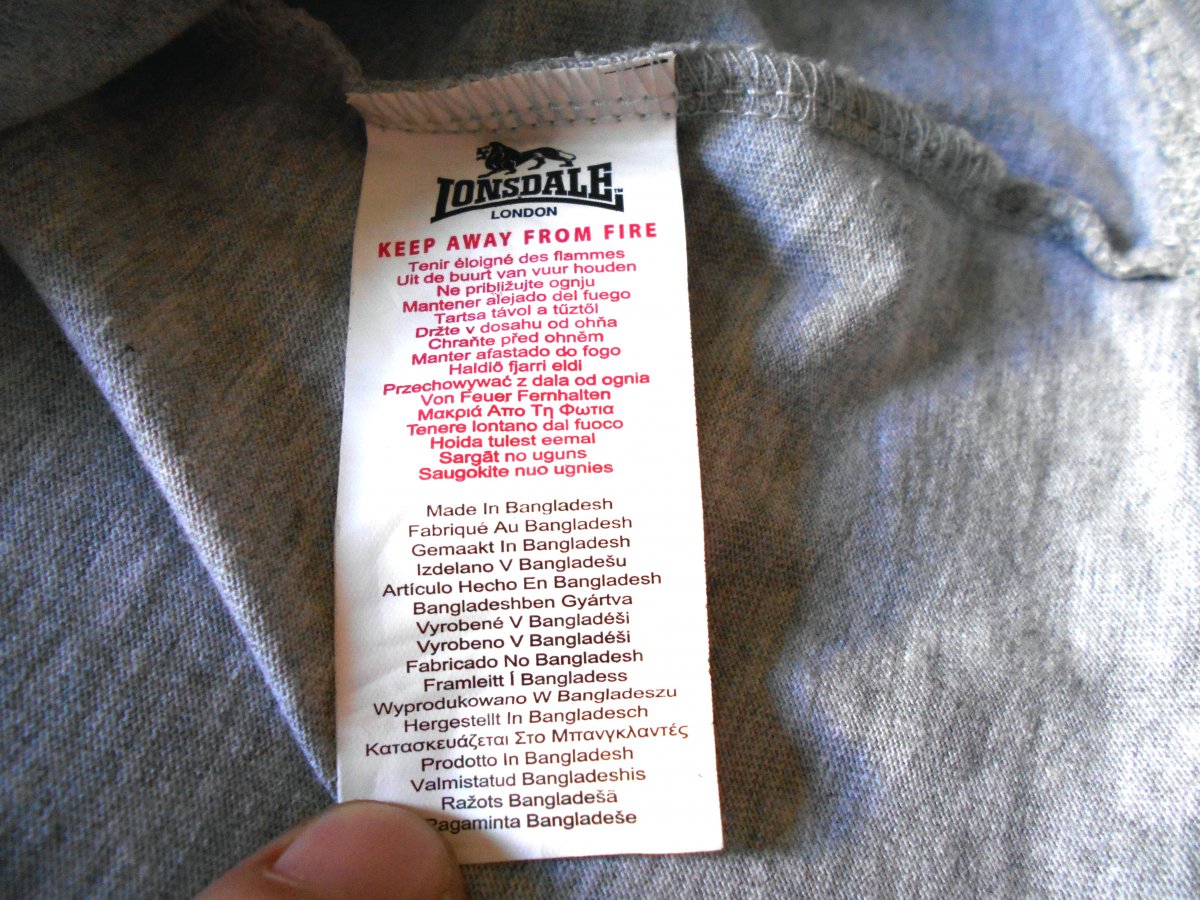 LONSDALE™
LONDON
KEEP AWAY FROM FIRE
Tenir éloigné des flammes
Uit de buurt van vuur houden
Ne približujte ognju
Mantener alejado del fuego
Tartsa távol a tűztől
Držte v dosahu od ohňa
Chraňte před ohněm
Manter afastado do fogo
Haldið fjarri eldi
Przechowywać z dala od ognia
Von Feuer Fernhalten
Μακριά Απο Τη Φωτια
Tenere lontano dal fuoco
Hoida tulest eemal
Sargāt no uguns
Saugokite nuo ugnies
Made In Bangladesh
Fabriqué Au Bangladesh
Gemaakt In Bangladesh
Izdelano V Bangladešu
Artículo Hecho En Bangladesh
Bangladeshben Gyártva
Vyrobené V Bangladéši
Vyrobeno V Bangladéši
Fabricado No Bangladesh
Framleitt Í Bangladess
Wyprodukowano W Bangladeszu
Hergestellt In Bangladesch
Κατασκευάζεται Στο Μπανγκλαντές
Prodotto In Bangladesh
Valmistatud Bangladeshis
Ražots Bangladešā
Pagaminta Bangladeše